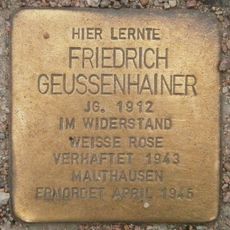 HIER LERNTE
FRIEDRICH
GEUSSENHAINER
JG. 1912
IM WIDERSTAND
WEISSE ROSE
VERHAFTET 1943
MAUTHAUSEN
ERMORDET APRIL 1945